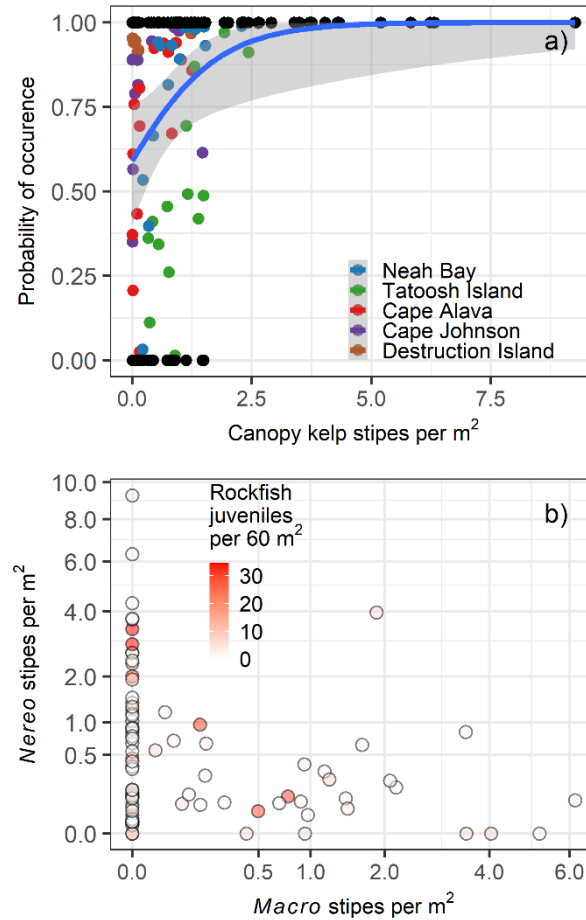 a)
1.00
0.75
0.50
0.25
0.00
Probability of occurence
Neah Bay
Tatoosh Island
Cape Alava
Cape Johnson
Destruction Island
0.0 2.5 5.0 7.5
Canopy kelp stipes per m²
b)
Rockfish
juveniles
per 60 m²
30
20
10
0
10.0
8.0
6.0
4.0
2.0
1.0
0.5
0.0
Nereo stipes per m²
0.0 0.5 1.0 2.0 4.0 6.0
Macro stipes per m²